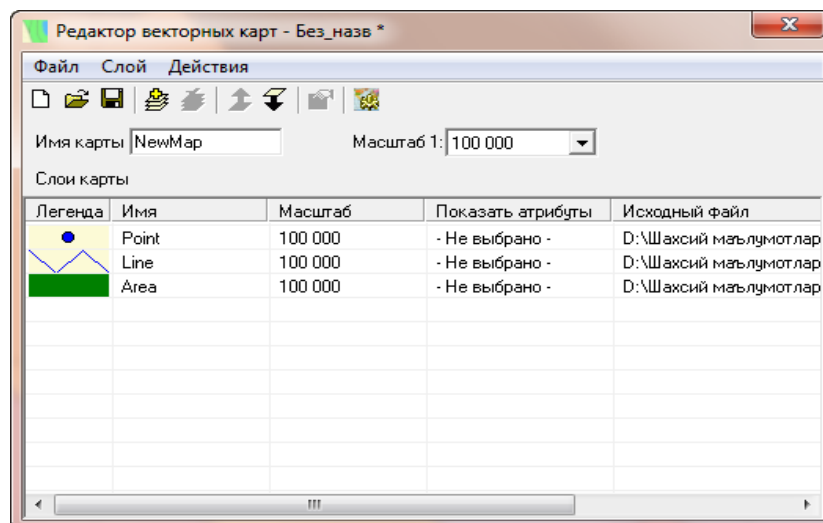 Редактор векторных карт - Без_назв *
Файл Слой Действия
Имя карты NewMap Масштаб 1: 100 000
Слои карты
Легенда Имя Масштаб Показать атрибуты Исходный файл
Point 100 000 - Не выбрано - D:\Шахсий маълумотлар
Line 100 000 - Не выбрано - D:\Шахсий маълумотлар
Area 100 000 - Не выбрано - D:\Шахсий маълумотлар